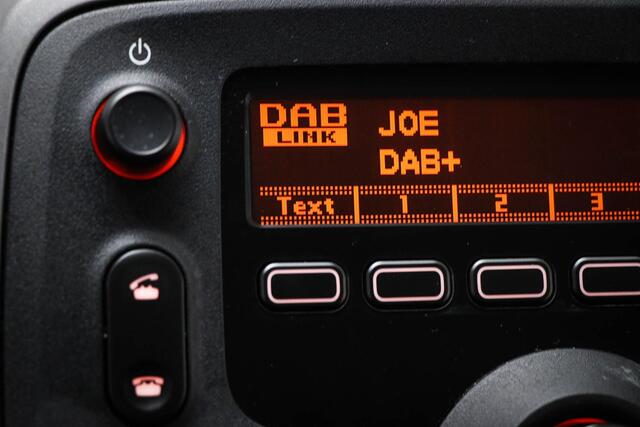 DAB JOE
LINK DAB+
Text 1 2 3